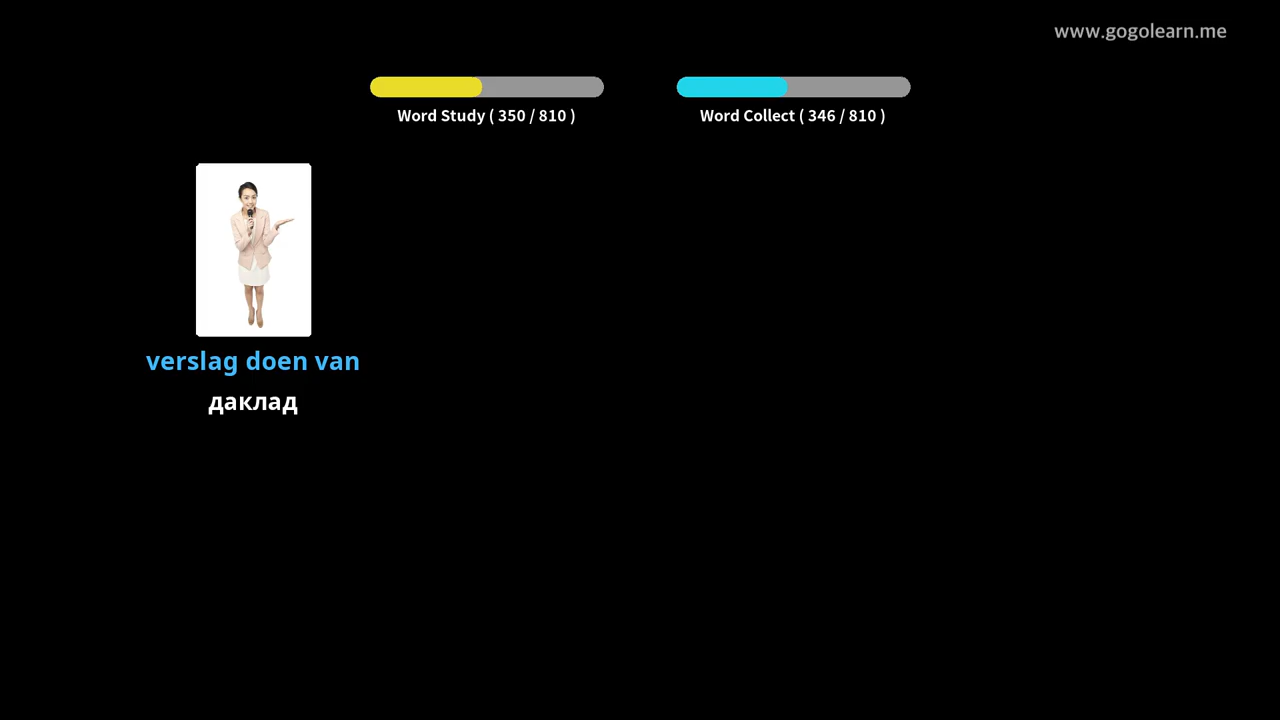 www.gogolearn.me
Word Study ( 350 / 810 )
Word Collect ( 346 / 810 )
verslag doen van
даклад